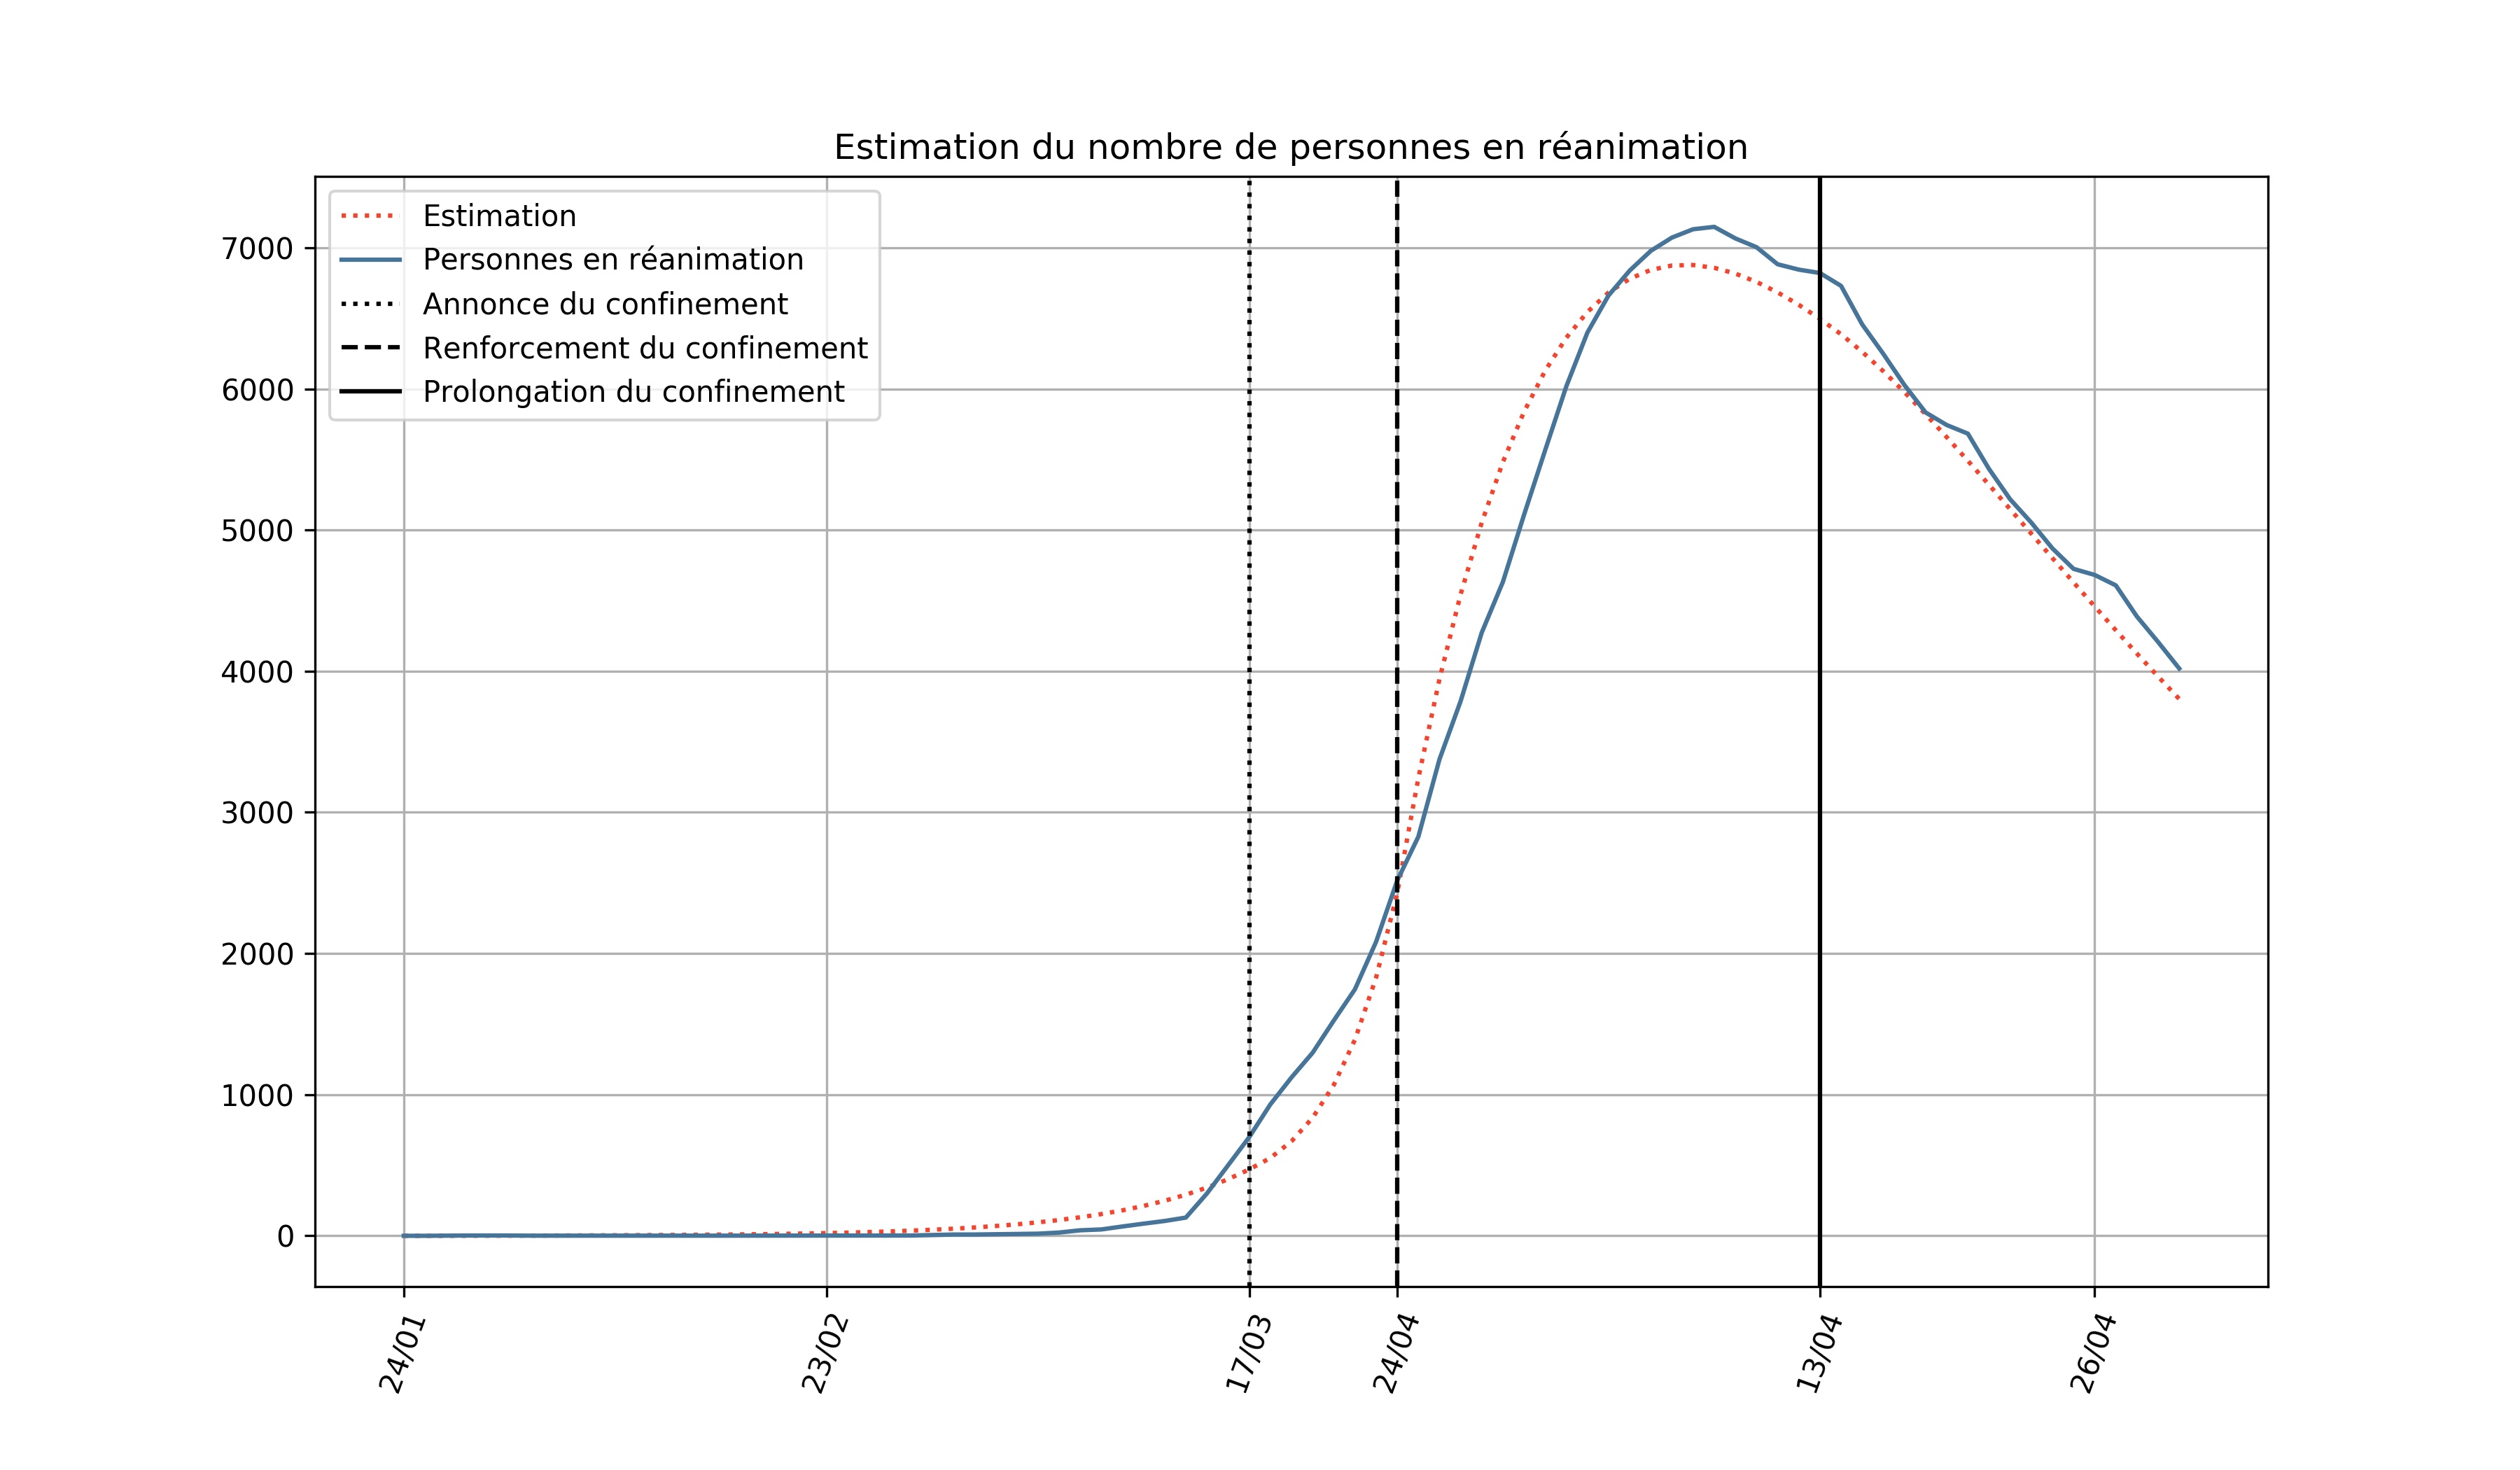 Estimation du nombre de personnes en réanimation
Estimation
Personnes en réanimation
Annonce du confinement
Renforcement du confinement
Prolongation du confinement
7000
6000
5000
4000
3000
2000
1000
0
24/01
23/02
17/03
24/04
13/04
26/04